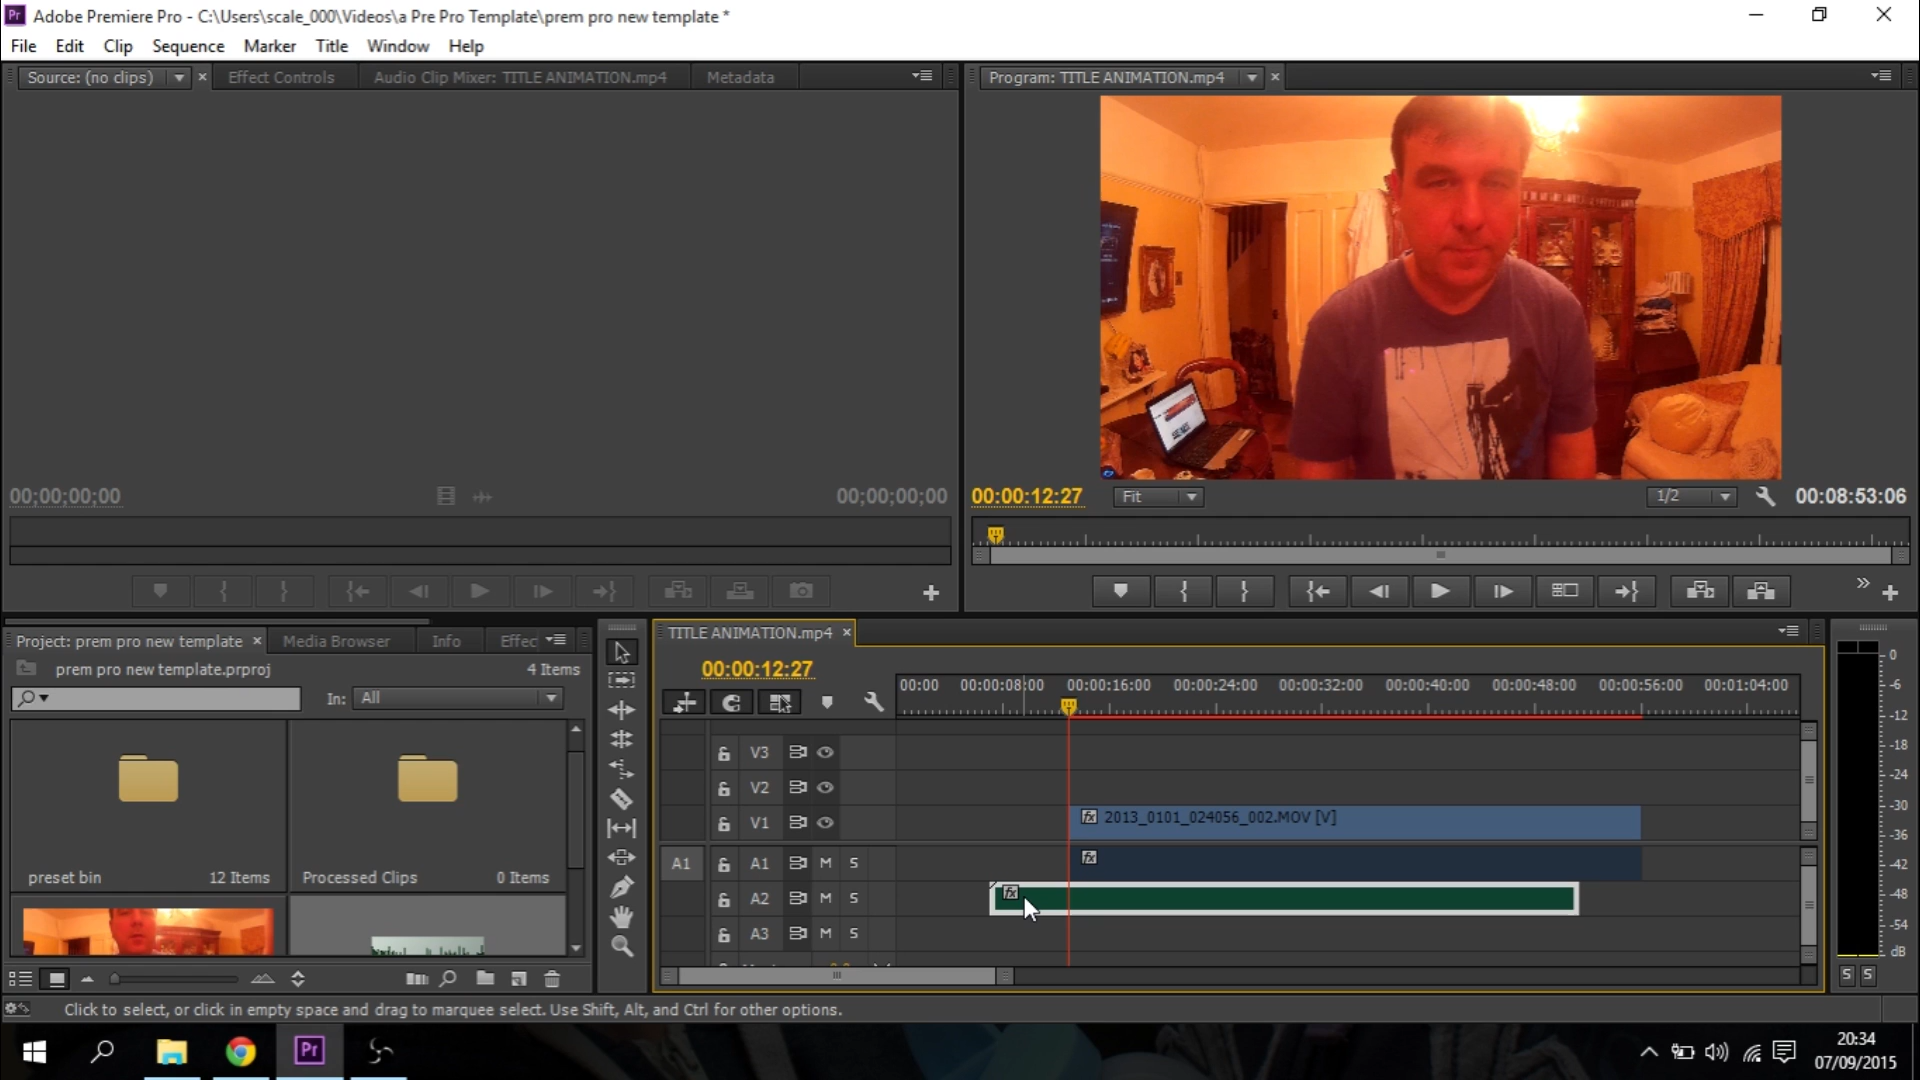 Pr Adobe Premiere Pro - C:\Users\scale_000\Videos\a Pre Pro Template\prem pro new template *
File Edit Clip Sequence Marker Title Window Help
Source: (no clips) Effect Controls Audio Clip Mixer: TITLE ANIMATION.mp4 Metadata
Program: TITLE ANIMATION.mp4
00;00;00;00 00;00;00;00
00:00:12:27 Fit 1/2 00:08:53:06
Project: prem pro new template Media Browser Info Effec
prem pro new template.prproj 4 Items
In: All
preset bin 12 Items Processed Clips 0 Items
TITLE ANIMATION.mp4
00:00:12:27
00:00 00:00:08:00 00:00:16:00 00:00:24:00 00:00:32:00 00:00:40:00 00:00:48:00 00:00:56:00 00:01:04:00
V3
V2
V1 fx 2013_0101_024056_002.MOV [V]
A1 A1 M S fx
A2 M S fx
A3 M S
0
-6
-12
-18
-24
-30
-36
-42
-48
-54
dB
S S
Click to select, or click in empty space and drag to marquee select. Use Shift, Alt, and Ctrl for other options.
Pr
20:34
07/09/2015